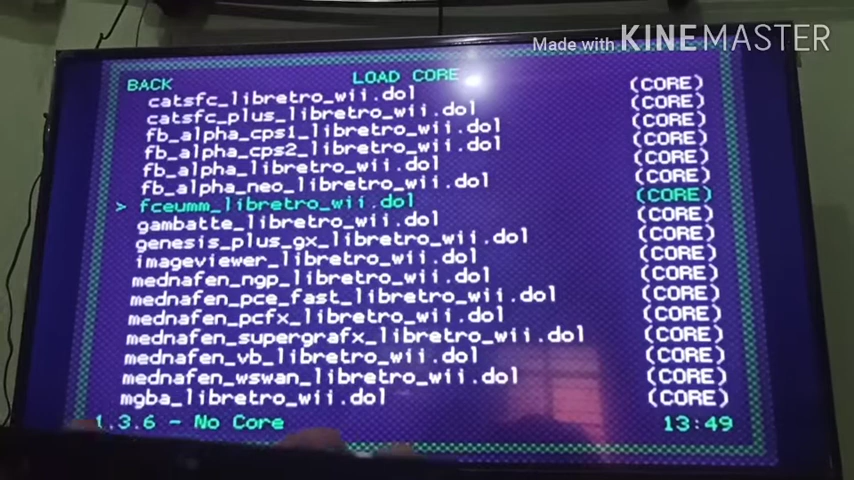 Made with KINEMASTER
BACK LOAD CORE (CORE)
catsfc_libretro_wii.dol (CORE)
catsfc_plus_libretro_wii.dol (CORE)
fb_alpha_cps1_libretro_wii.dol (CORE)
fb_alpha_cps2_libretro_wii.dol (CORE)
fb_alpha_libretro_wii.dol (CORE)
fb_alpha_neo_libretro_wii.dol (CORE)
> fceumm_libretro_wii.dol (CORE)
gambatte_libretro_wii.dol (CORE)
genesis_plus_gx_libretro_wii.dol (CORE)
imageviewer_libretro_wii.dol (CORE)
mednafen_ngp_libretro_wii.dol (CORE)
mednafen_pce_fast_libretro_wii.dol (CORE)
mednafen_pcfx_libretro_wii.dol (CORE)
mednafen_supergrafx_libretro_wii.dol (CORE)
mednafen_vb_libretro_wii.dol (CORE)
mednafen_wswan_libretro_wii.dol (CORE)
mgba_libretro_wii.dol (CORE)
1.3.6 - No Core 13:49